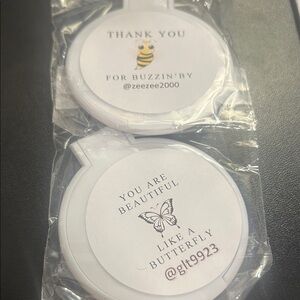 THANK YOU
FOR BUZZIN' BY
@zeezee2000
YOU ARE
BEAUTIFUL
LIKE A
BUTTERFLY
@glt9923